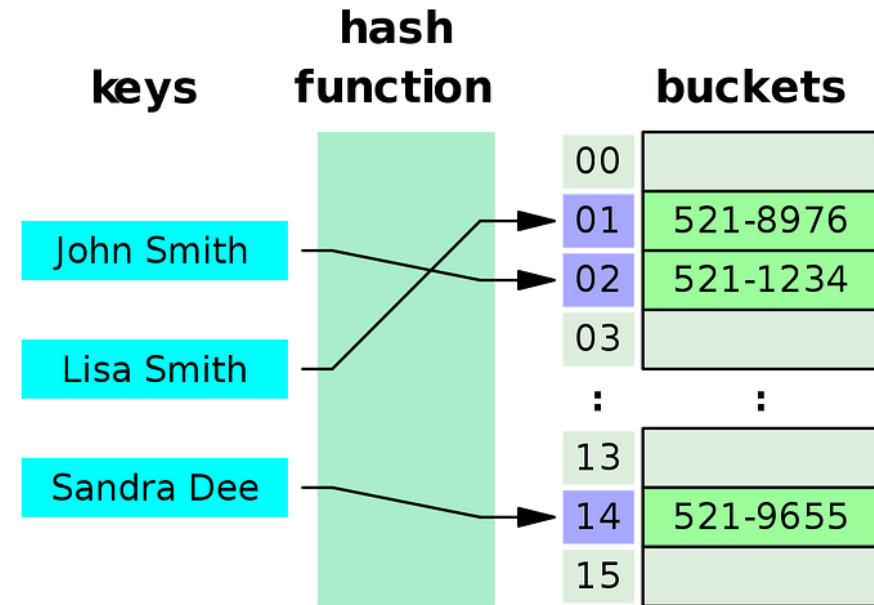 hash
keys function buckets
00
01 521-8976
John Smith
02 521-1234
03
Lisa Smith
: :
13
Sandra Dee
14 521-9655
15